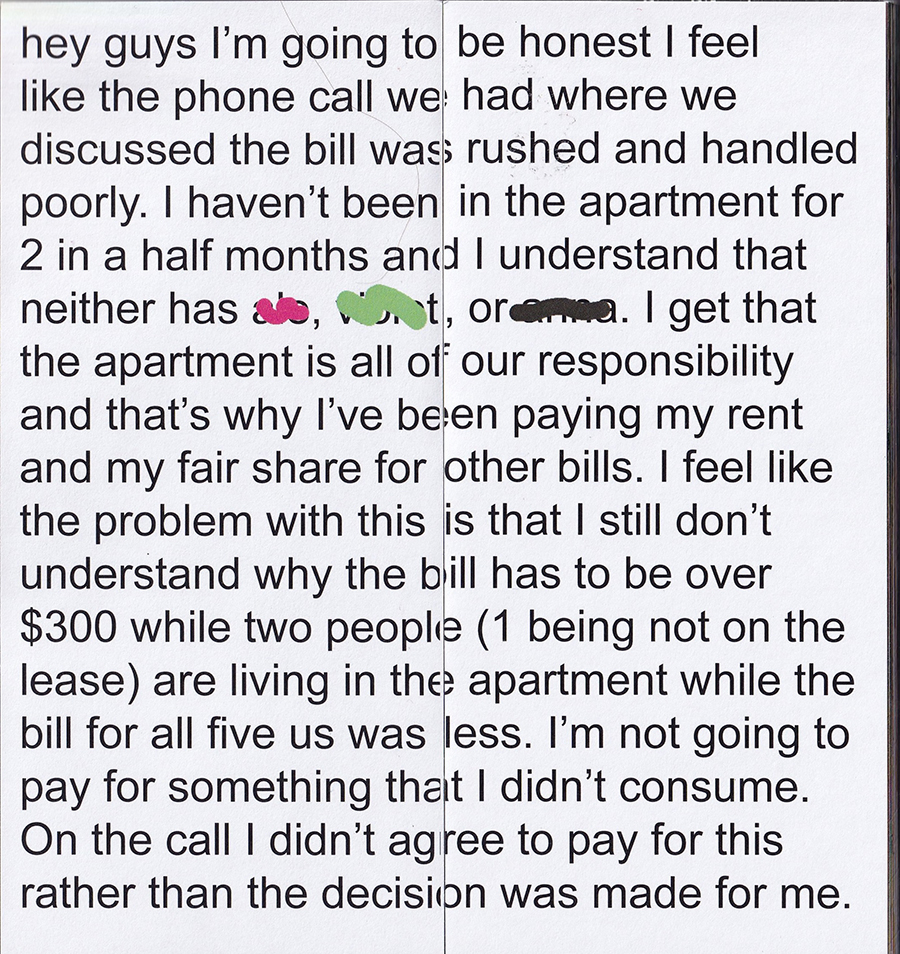 hey guys I’m going to be honest I feel
like the phone call we had where we
discussed the bill was rushed and handled
poorly. I haven’t been in the apartment for
2 in a half months and I understand that
neither has , , or . I get that
the apartment is all of our responsibility
and that’s why I’ve been paying my rent
and my fair share for other bills. I feel like
the problem with this is that I still don’t
understand why the bill has to be over
$300 while two people (1 being not on the
lease) are living in the apartment while the
bill for all five us was less. I’m not going to
pay for something that I didn’t consume.
On the call I didn’t agree to pay for this
rather than the decision was made for me.